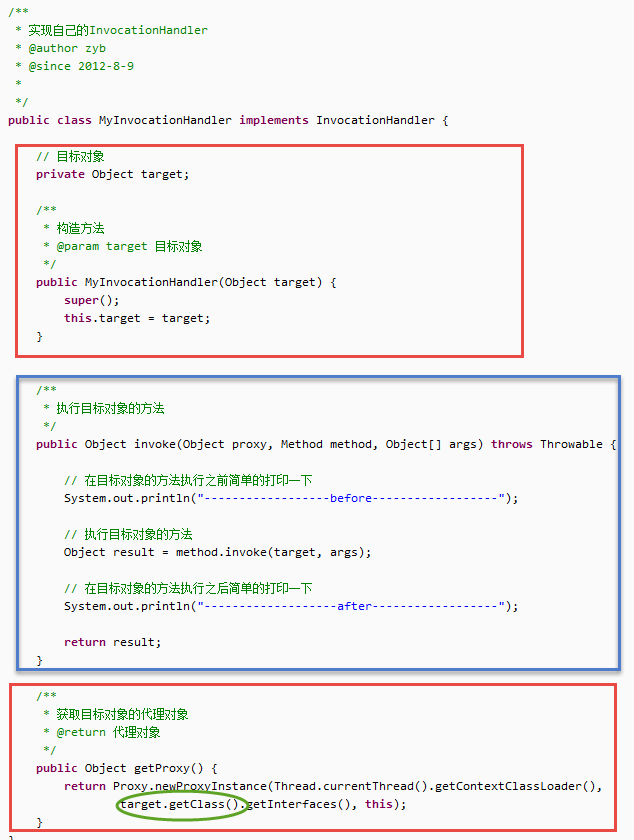 /**
 * 实现自己的InvocationHandler
 * @author zyb
 * @since 2012-8-9
 *
 */
public class MyInvocationHandler implements InvocationHandler {
// 目标对象
private Object target;
/**
 * 构造方法
 * @param target 目标对象
 */
public MyInvocationHandler(Object target) {
super();
this.target = target;
}
/**
 * 执行目标对象的方法
 */
public Object invoke(Object proxy, Method method, Object[] args) throws Throwable {
// 在目标对象的方法执行之前简单的打印一下
System.out.println("------------------before------------------");
// 执行目标对象的方法
Object result = method.invoke(target, args);
// 在目标对象的方法执行之后简单的打印一下
System.out.println("-------------------after------------------");
return result;
}
/**
 * 获取目标对象的代理对象
 * @return 代理对象
 */
public Object getProxy() {
return Proxy.newProxyInstance(Thread.currentThread().getContextClassLoader(),
target.getClass().getInterfaces(), this);
}